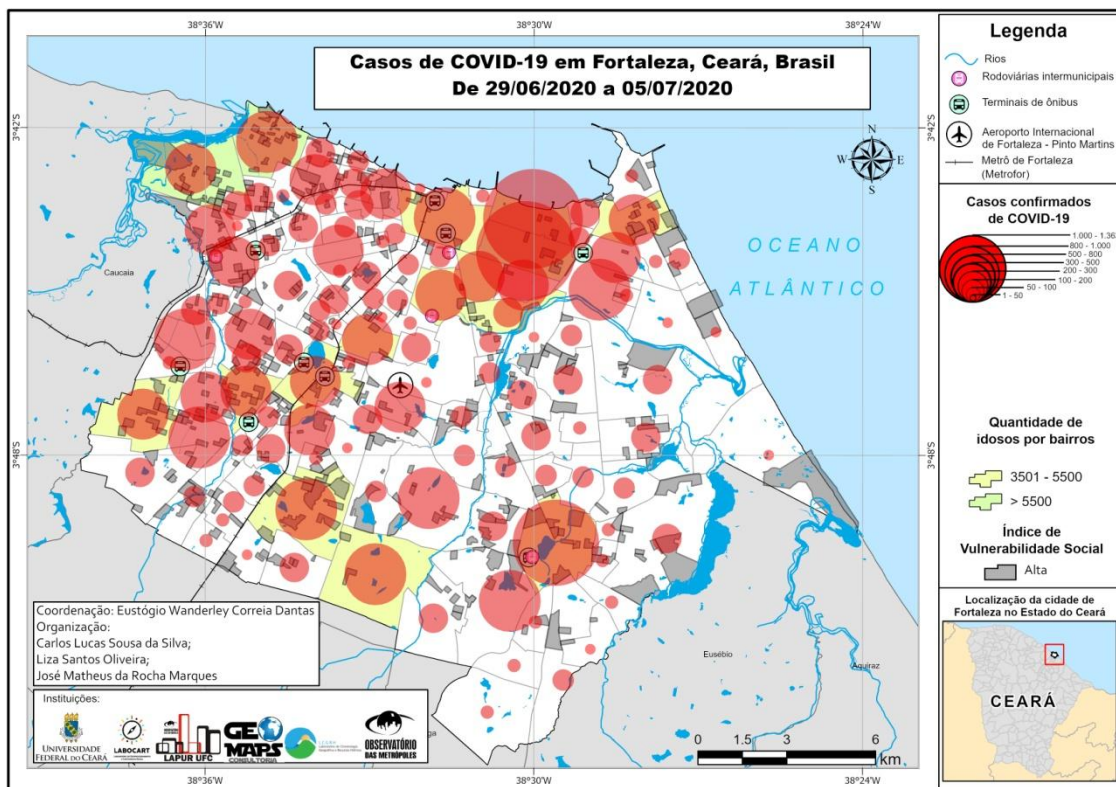 Casos de COVID-19 em Fortaleza, Ceará, Brasil
De 29/06/2020 a 05/07/2020
38°36'W
38°30'W
38°24'W
3°42'S
3°48'S
3°42'S
3°48'S
38°36'W
38°30'W
38°24'W
N
W
E
S
OCEANO
ATLÂNTICO
Caucaia
Eusébio
Aquiraz
Coordenação: Eustógio Wanderley Correia Dantas
Organização:
Carlos Lucas Sousa da Silva;
Liza Santos Oliveira;
José Matheus da Rocha Marques
Instituições:
UNIVERSIDADE
FEDERAL DO CEARÁ
LABOCART
LAPUR UFC
GEO
MAPS
CONSULTORIA
OBSERVATÓRIO
DAS METRÓPOLES
0 1.5 3 6
km
Legenda
Rios
Rodoviárias intermunicipais
Terminais de ônibus
Aeroporto Internacional
de Fortaleza - Pinto Martins
Metrô de Fortaleza
(Metrofor)
Casos confirmados
de COVID-19
1.000 - 1.36
800 - 1.000
500 - 800
300 - 500
200 - 300
100 - 200
50 - 100
1 - 50
Quantidade de
idosos por bairros
3501 - 5500
> 5500
Índice de
Vulnerabilidade Social
Alta
Localização da cidade de
Fortaleza no Estado do Ceará
CEARÁ